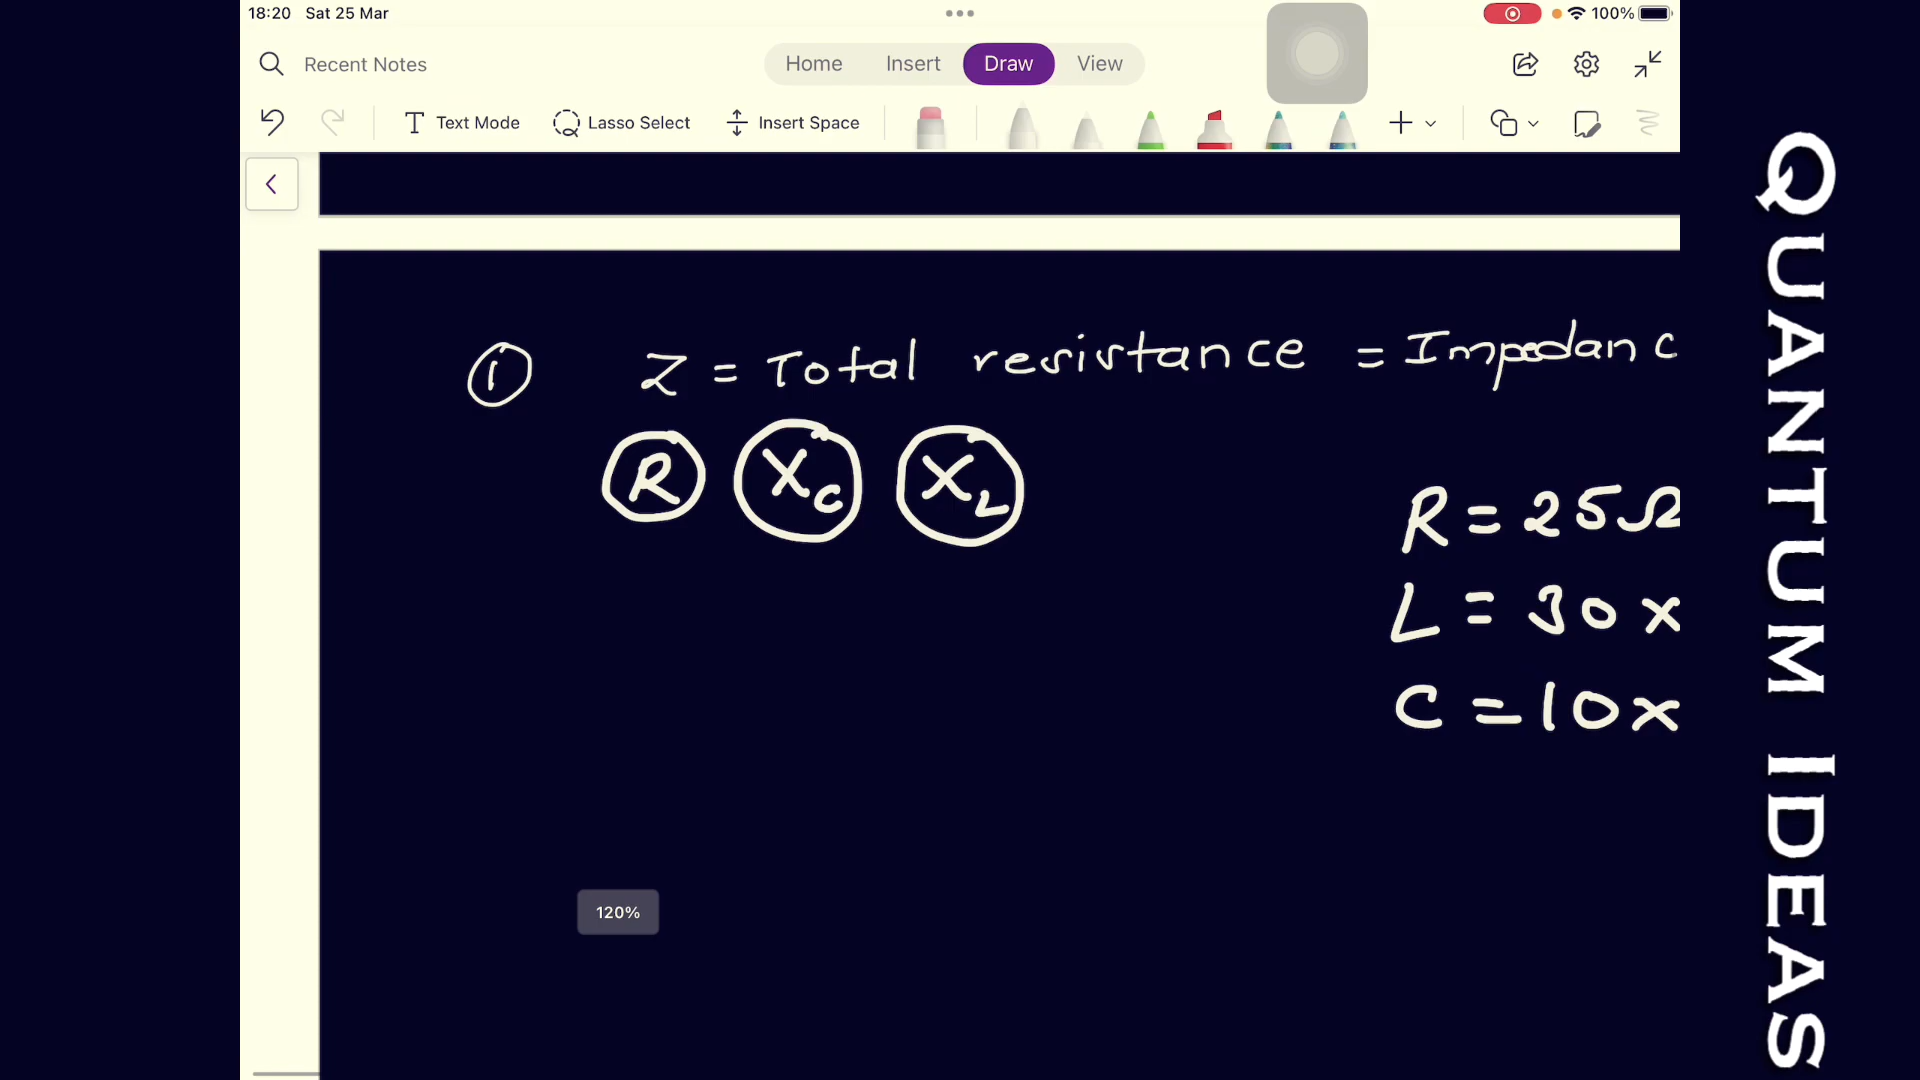 18:20 Sat 25 Mar
100%
Recent Notes
Home Insert Draw View
Text Mode Lasso Select Insert Space
① Z = Total resistance = Impedanc
R Xc XL
R = 25Ω
L = 30 x
C = 10x
120%
QUANTUM IDEAS